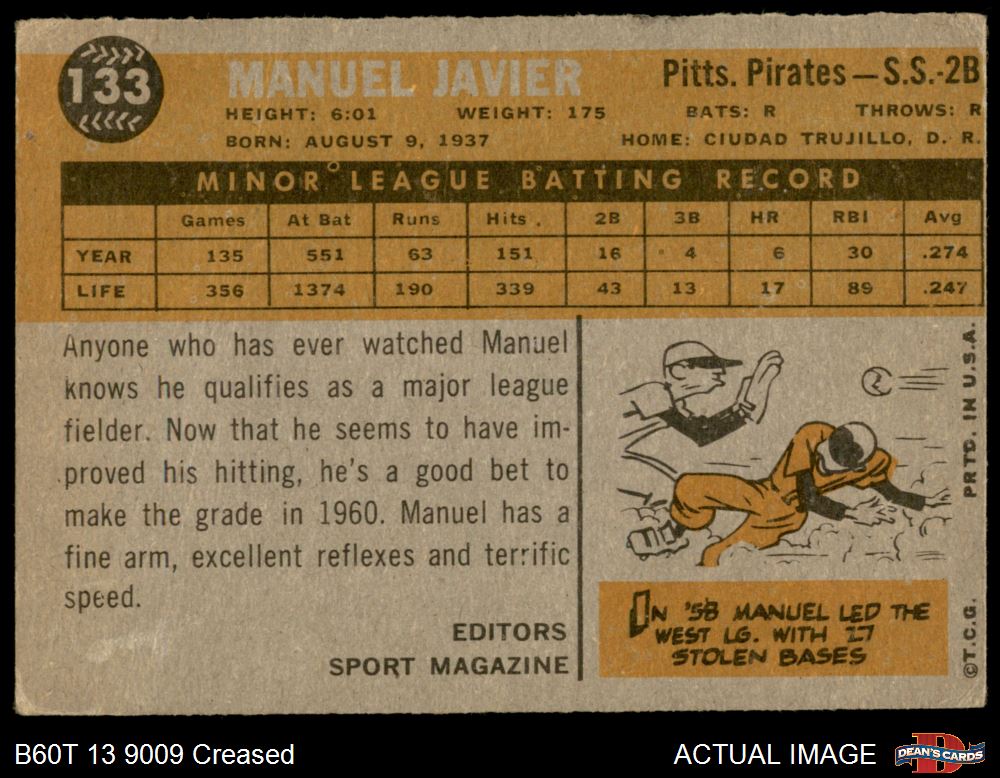 133
MANUEL JAVIER
Pitts. Pirates—S.S.-2B
HEIGHT: 6:01 WEIGHT: 175 BATS: R THROWS: R
BORN: AUGUST 9, 1937 HOME: CIUDAD TRUJILLO, D. R.
MINOR LEAGUE BATTING RECORD
Games At Bat Runs Hits 2B 3B HR RBI Avg
YEAR 135 551 63 151 16 4 6 30 .274
LIFE 356 1374 190 339 43 13 17 89 .247
Anyone who has ever watched Manuel
knows he qualifies as a major league
fielder. Now that he seems to have im-
proved his hitting, he's a good bet to
make the grade in 1960. Manuel has a
fine arm, excellent reflexes and terrific
speed.
EDITORS
SPORT MAGAZINE
IN '58 MANUEL LED THE
WEST LG. WITH 27
STOLEN BASES
PRTD. IN U.S.A.
©T.C.G.
B60T 13 9009 Creased
ACTUAL IMAGE
DEAN'S CARDS